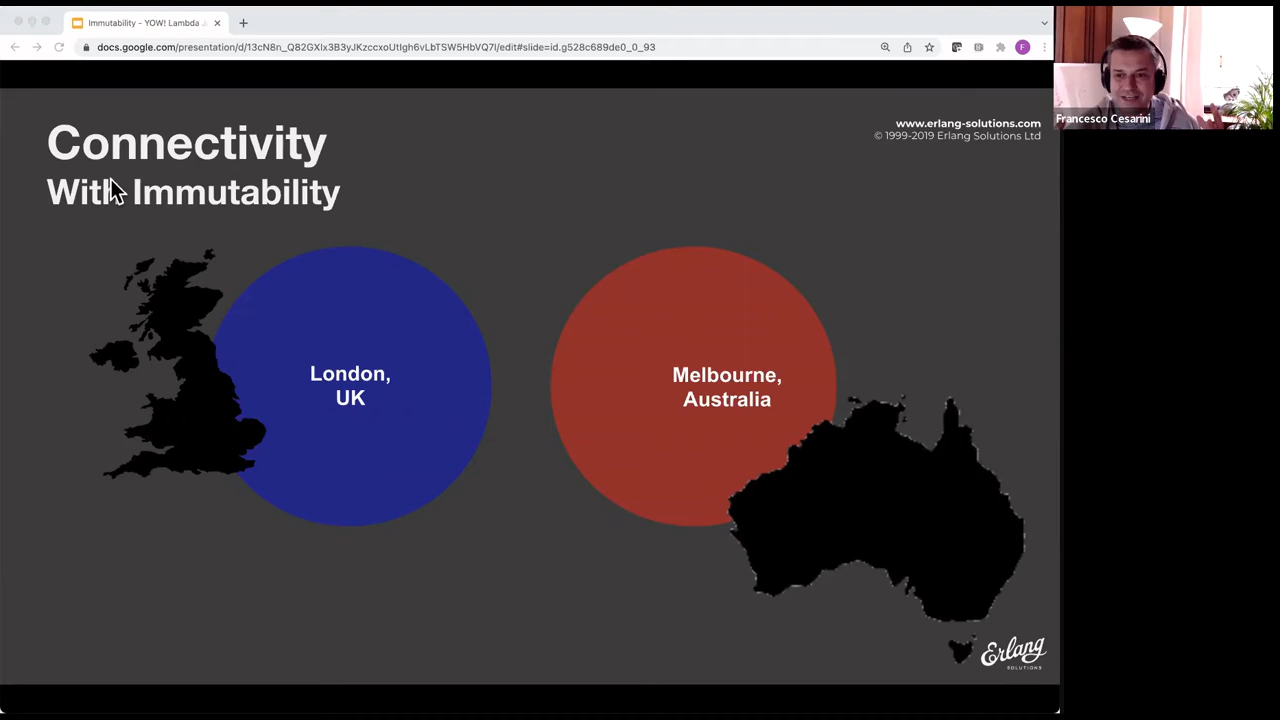 Immutability - YOW! Lambda
docs.google.com/presentation/d/13cN8n_Q82GXlx3B3yJKzccxoUtIgh6vLbTSW5HbVQ7I/edit#slide=id.g528c689de0_0_93
F
Francesco Cesarini
Connectivity
With Immutability
www.erlang-solutions.com
© 1999-2019 Erlang Solutions Ltd
London,
UK
Melbourne,
Australia
Erlang
SOLUTIONS